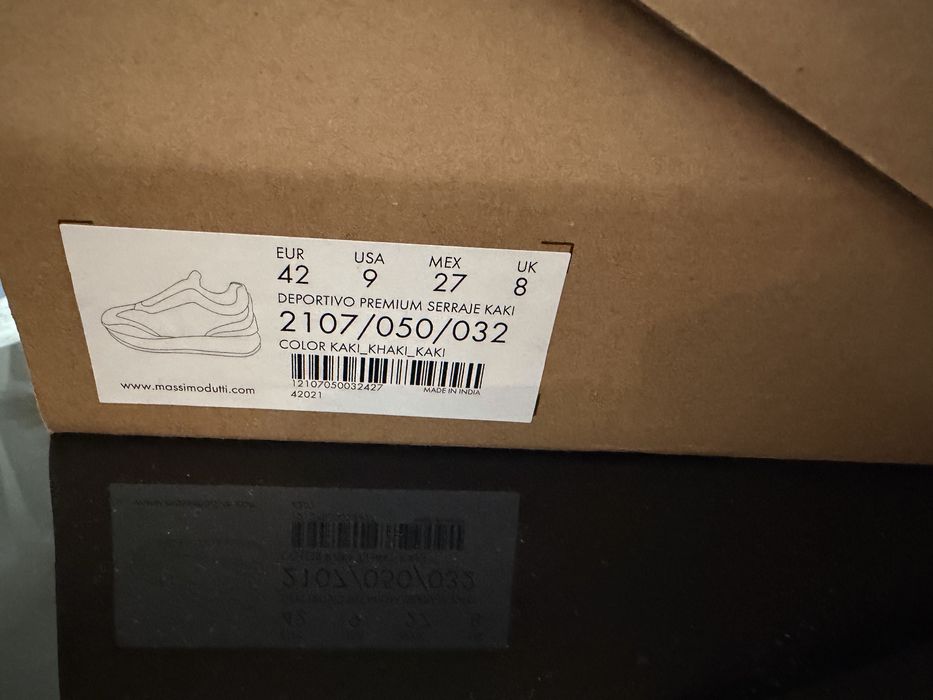 EUR USA MEX UK
42 9 27 8
DEPORTIVO PREMIUM SERRAJE KAKI
2107/050/032
COLOR KAKI_KHAKI_KAKI
12107050032427 MADE IN INDIA
42021
www.massimodutti.com